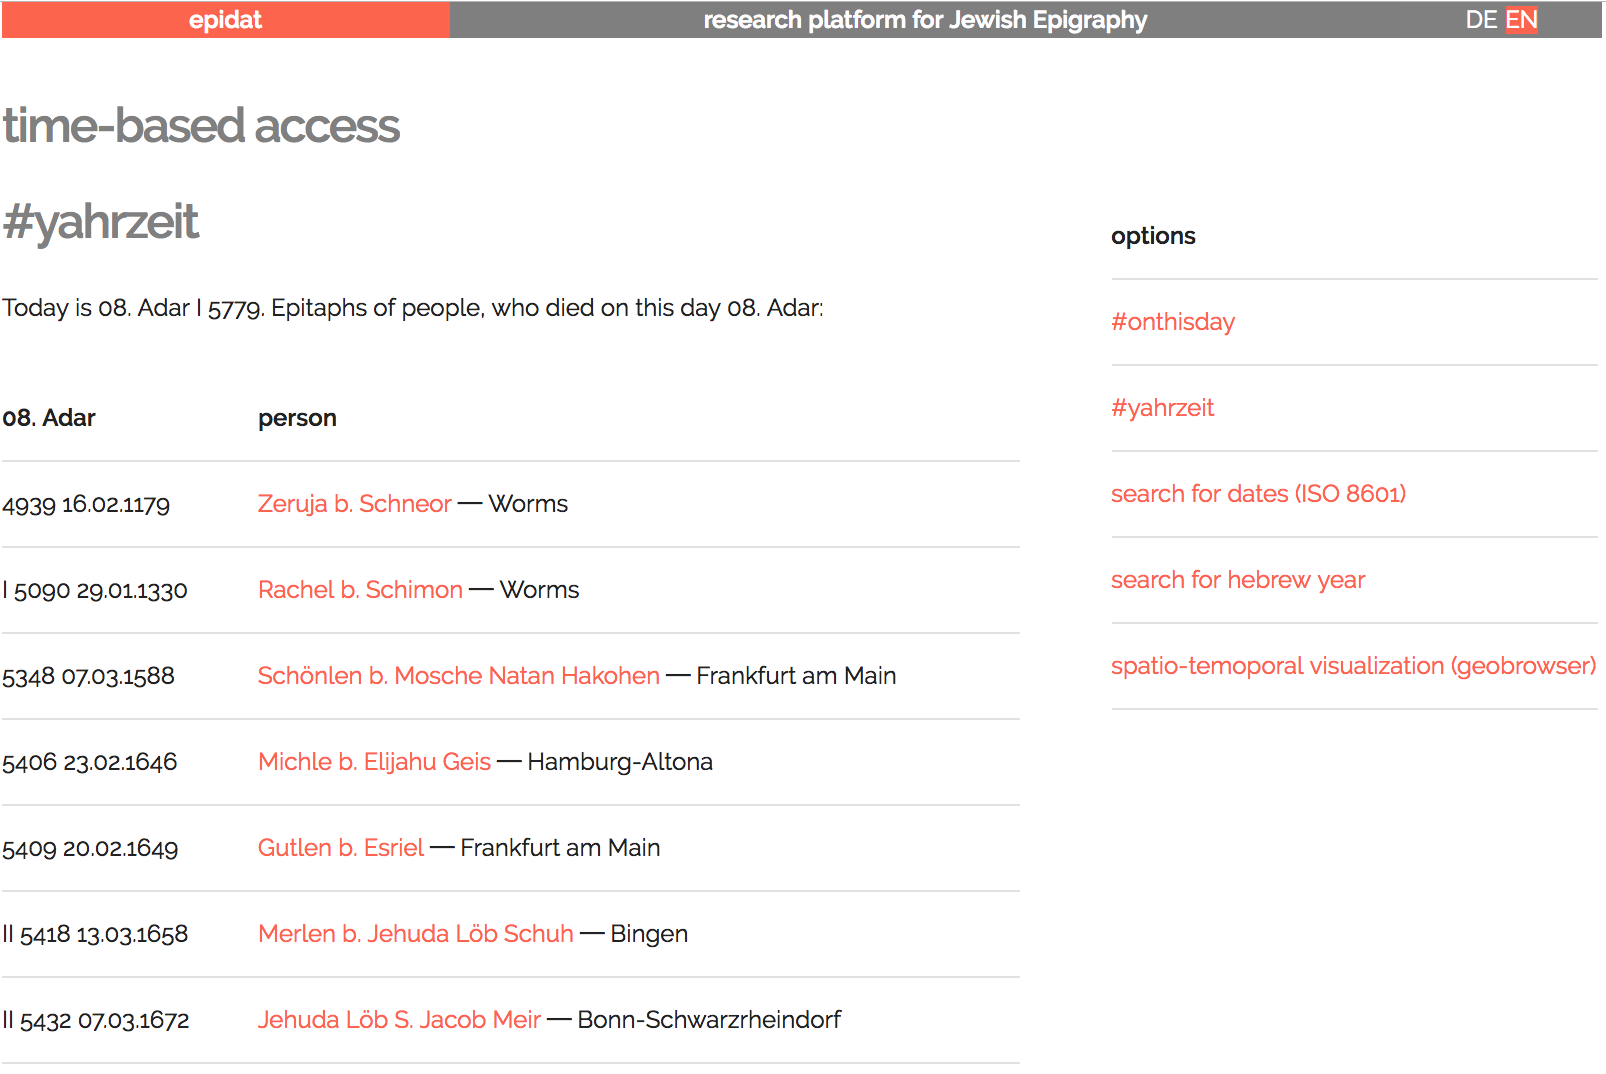 epidat
research platform for Jewish Epigraphy
DE EN
time-based access
#yahrzeit
Today is 08. Adar I 5779. Epitaphs of people, who died on this day 08. Adar:
08. Adar person
4939 16.02.1179 Zeruja b. Schneor — Worms
I 5090 29.01.1330 Rachel b. Schimon — Worms
5348 07.03.1588 Schönlen b. Mosche Natan Hakohen — Frankfurt am Main
5406 23.02.1646 Michle b. Elijahu Geis — Hamburg-Altona
5409 20.02.1649 Gutlen b. Esriel — Frankfurt am Main
II 5418 13.03.1658 Merlen b. Jehuda Löb Schuh — Bingen
II 5432 07.03.1672 Jehuda Löb S. Jacob Meir — Bonn-Schwarzrheindorf
options
#onthisday
#yahrzeit
search for dates (ISO 8601)
search for hebrew year
spatio-temoporal visualization (geobrowser)